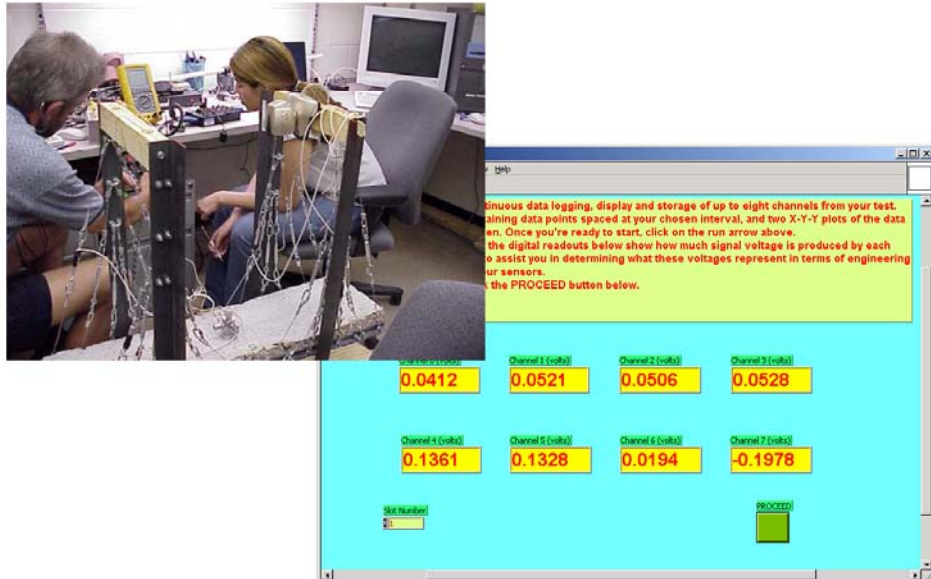 Help
tinuous data logging, display and storage of up to eight channels from your test.
aining data points spaced at your chosen interval, and two X-Y-Y plots of the data
en. Once you're ready to start, click on the run arrow above.
the digital readouts below show how much signal voltage is produced by each
o assist you in determining what these voltages represent in terms of engineering
ur sensors.
the PROCEED button below.
Channel 1 (volts)
Channel 2 (volts)
Channel 3 (volts)
0.0412
0.0521
0.0506
0.0528
Channel 4 (volts)
Channel 5 (volts)
Channel 6 (volts)
Channel 7 (volts)
0.1361
0.1328
0.0194
-0.1978
Slot Number
1
PROCEED